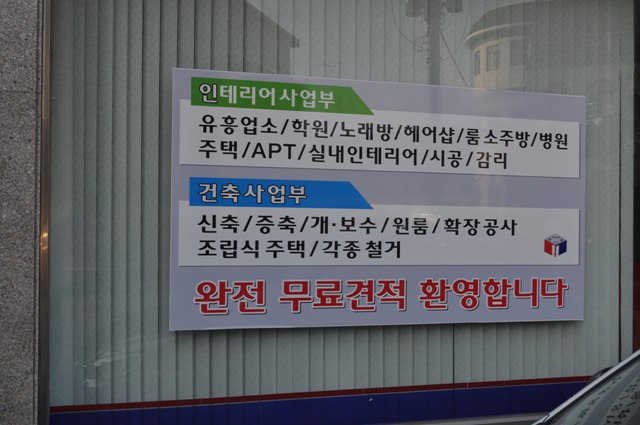 인테리어사업부
유흥업소/학원/노래방/헤어샵/룸 소주방/병원
주택/APT/실내인테리어/시공/감리
건축사업부
신축/증축/개·보수/원룸/확장공사
조립식 주택/각종철거
완전 무료견적 환영합니다